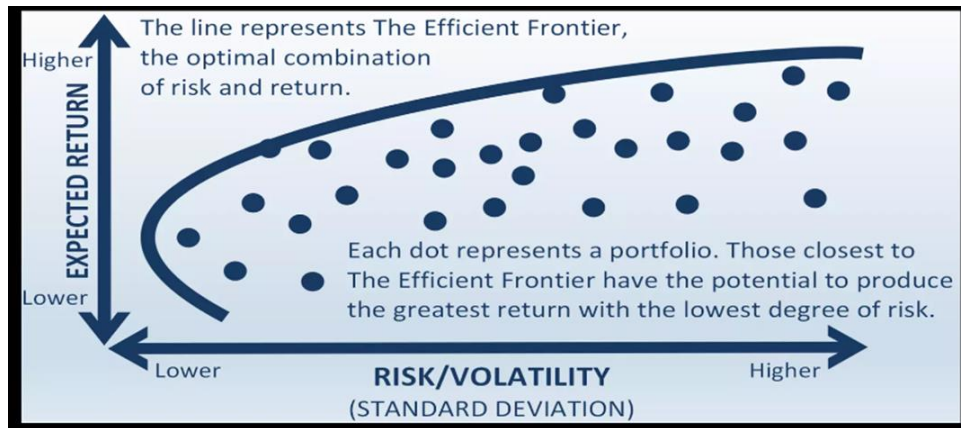 The line represents The Efficient Frontier,
the optimal combination
of risk and return.
Higher
EXPECTED RETURN
Lower
Each dot represents a portfolio. Those closest to
The Efficient Frontier have the potential to produce
the greatest return with the lowest degree of risk.
Lower
Higher
RISK/VOLATILITY
(STANDARD DEVIATION)